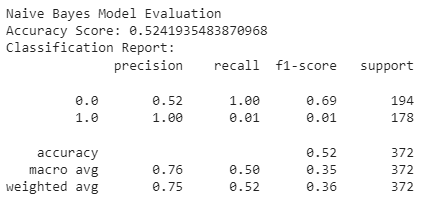 Naive Bayes Model Evaluation
Accuracy Score: 0.5241935483870968
Classification Report:
precision recall f1-score support
0.0 0.52 1.00 0.69 194
1.0 1.00 0.01 0.01 178
accuracy 0.52 372
macro avg 0.76 0.50 0.35 372
weighted avg 0.75 0.52 0.36 372